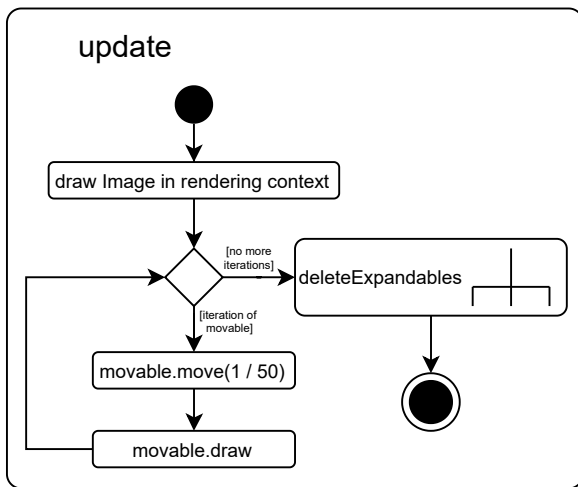 update
draw Image in rendering context
[no more
iterations]
deleteExpandables
[iteration of
movable]
movable.move(1 / 50)
movable.draw